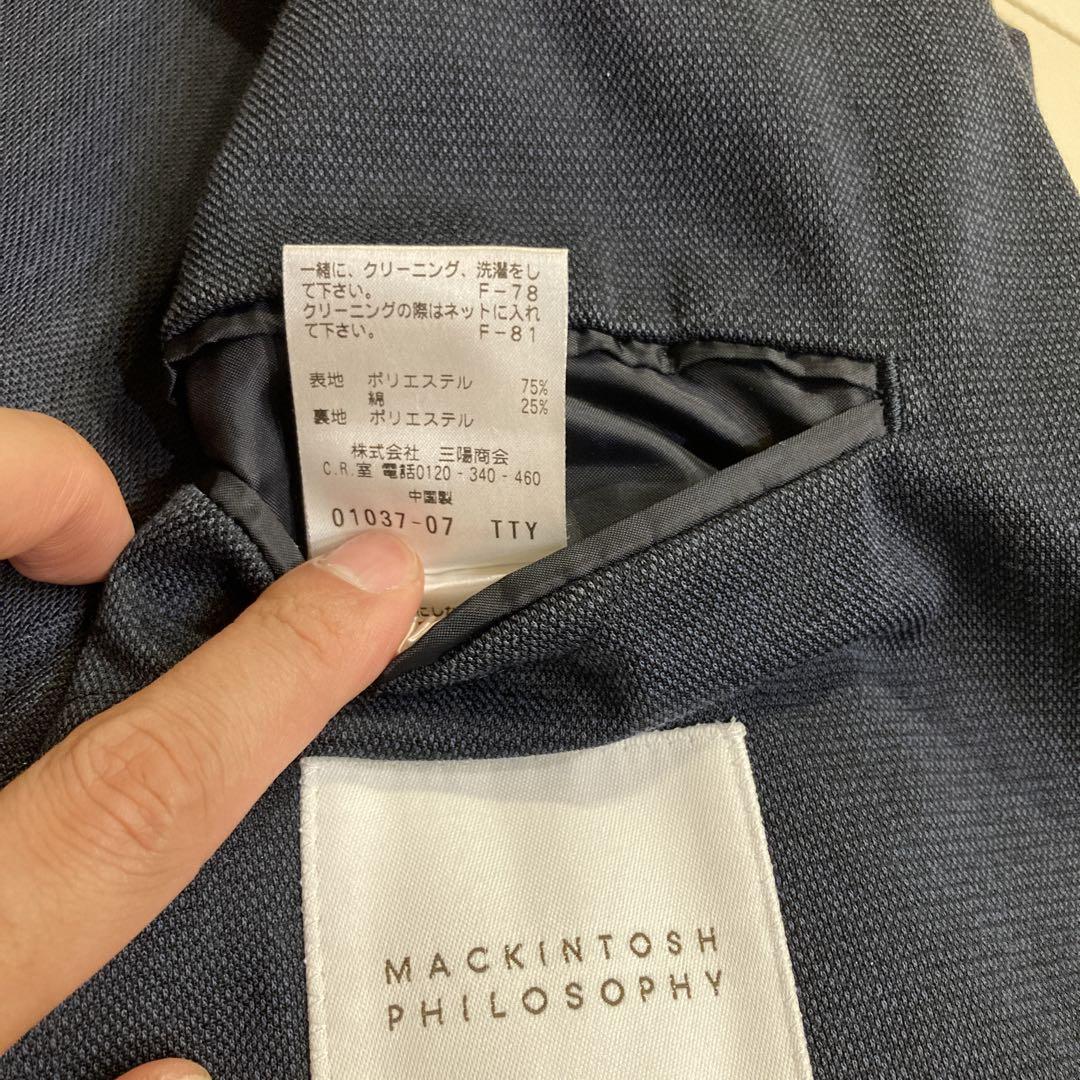 一緒に、クリーニング、洗濯をし
て下さい。 F-78
クリーニングの際はネットに入れ
て下さい。 F-81
表地 ポリエステル 75%
綿 25%
裏地 ポリエステル
株式会社 三陽商会
C.R.室 電話0120-340-460
中国製
01037-07 TTY
にした
MACKINTOSH
PHILOSOPHY